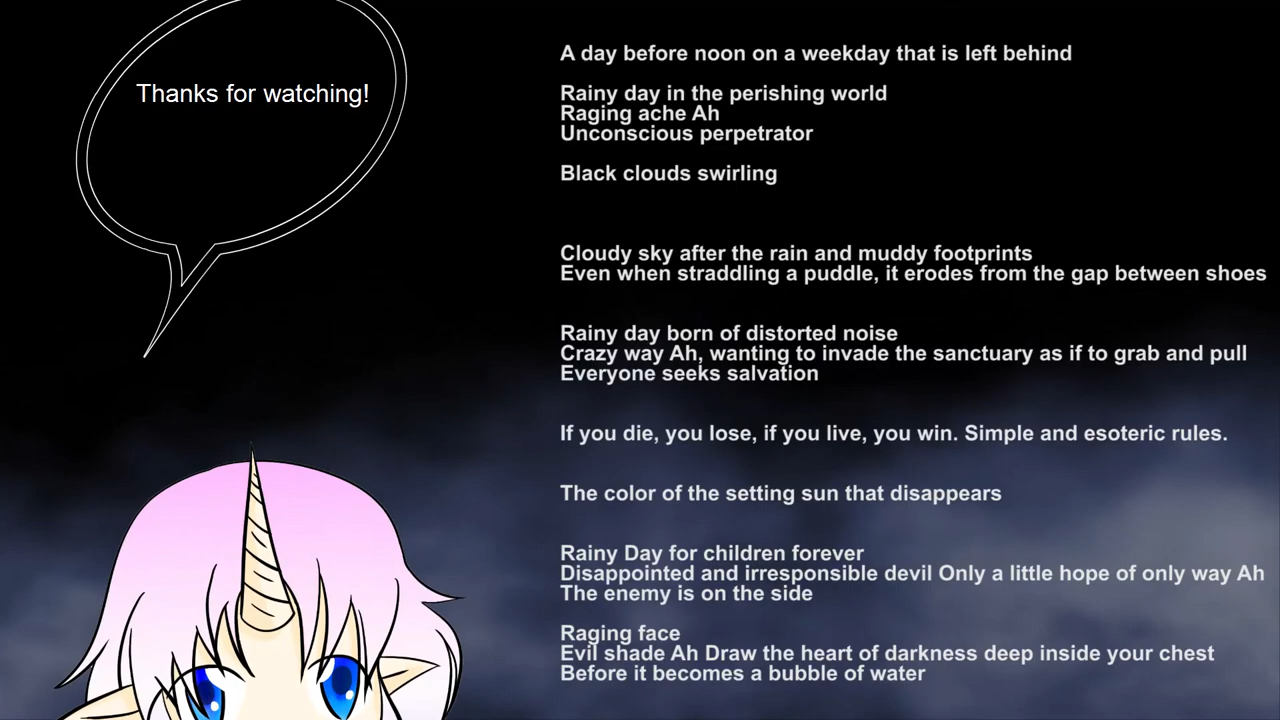 Thanks for watching!
A day before noon on a weekday that is left behind
Rainy day in the perishing world
Raging ache Ah
Unconscious perpetrator
Black clouds swirling
Cloudy sky after the rain and muddy footprints
Even when straddling a puddle, it erodes from the gap between shoes
Rainy day born of distorted noise
Crazy way Ah, wanting to invade the sanctuary as if to grab and pull
Everyone seeks salvation
If you die, you lose, if you live, you win. Simple and esoteric rules.
The color of the setting sun that disappears
Rainy Day for children forever
Disappointed and irresponsible devil Only a little hope of only way Ah
The enemy is on the side
Raging face
Evil shade Ah Draw the heart of darkness deep inside your chest
Before it becomes a bubble of water